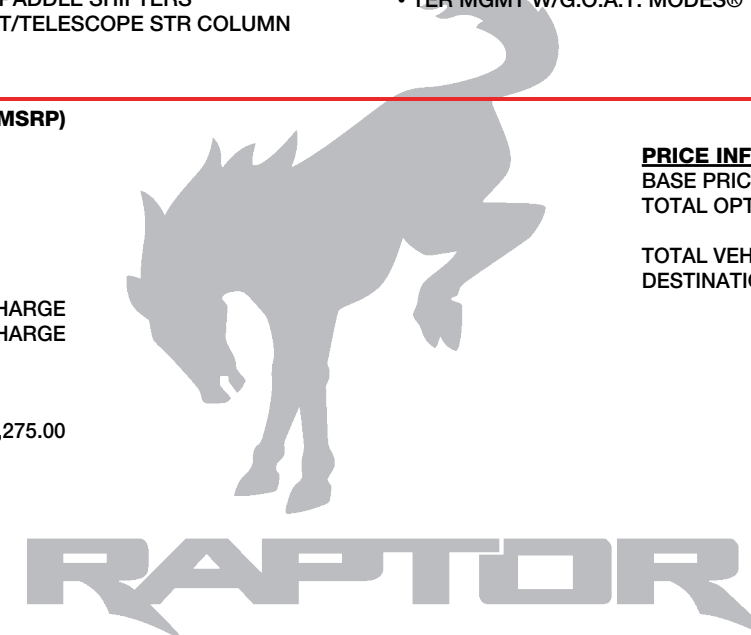 PADDLE SHIFTERS
T/TELESCOPE STR COLUMN
• TER MGMT W/G.O.A.T. MODES®
MSRP)
HARGE
HARGE
,275.00
PRICE INF
BASE PRIC
TOTAL OPT
TOTAL VEH
DESTINATI
RAPTOR